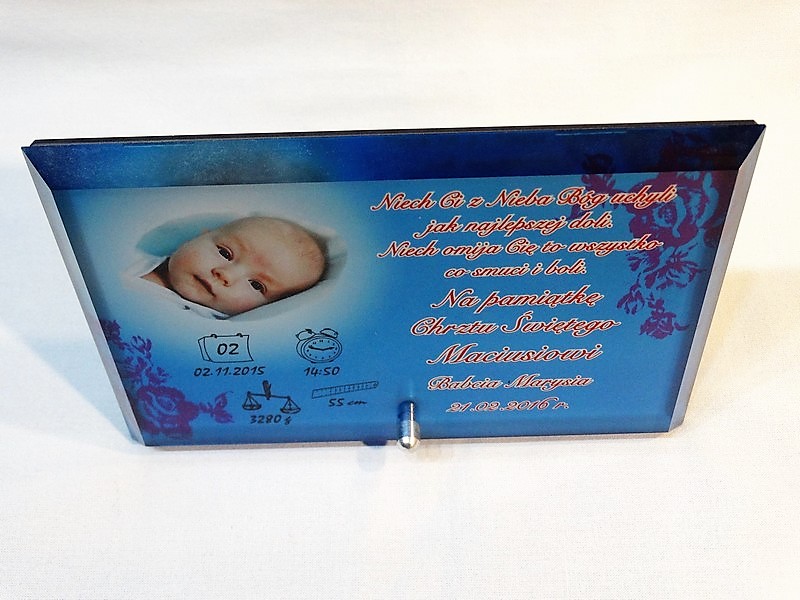 Niech Ci z Nieba Bóg uchyli
jak najlepszej doli.
Niech omija Cię to wszystko
co smuci i boli.
Na pamiątkę
Chrztu Świętego
Maciusiowi
Babcia Marysia
21.02.2016 r.
02
02.11.2015
14:50
3280 g
55 cm